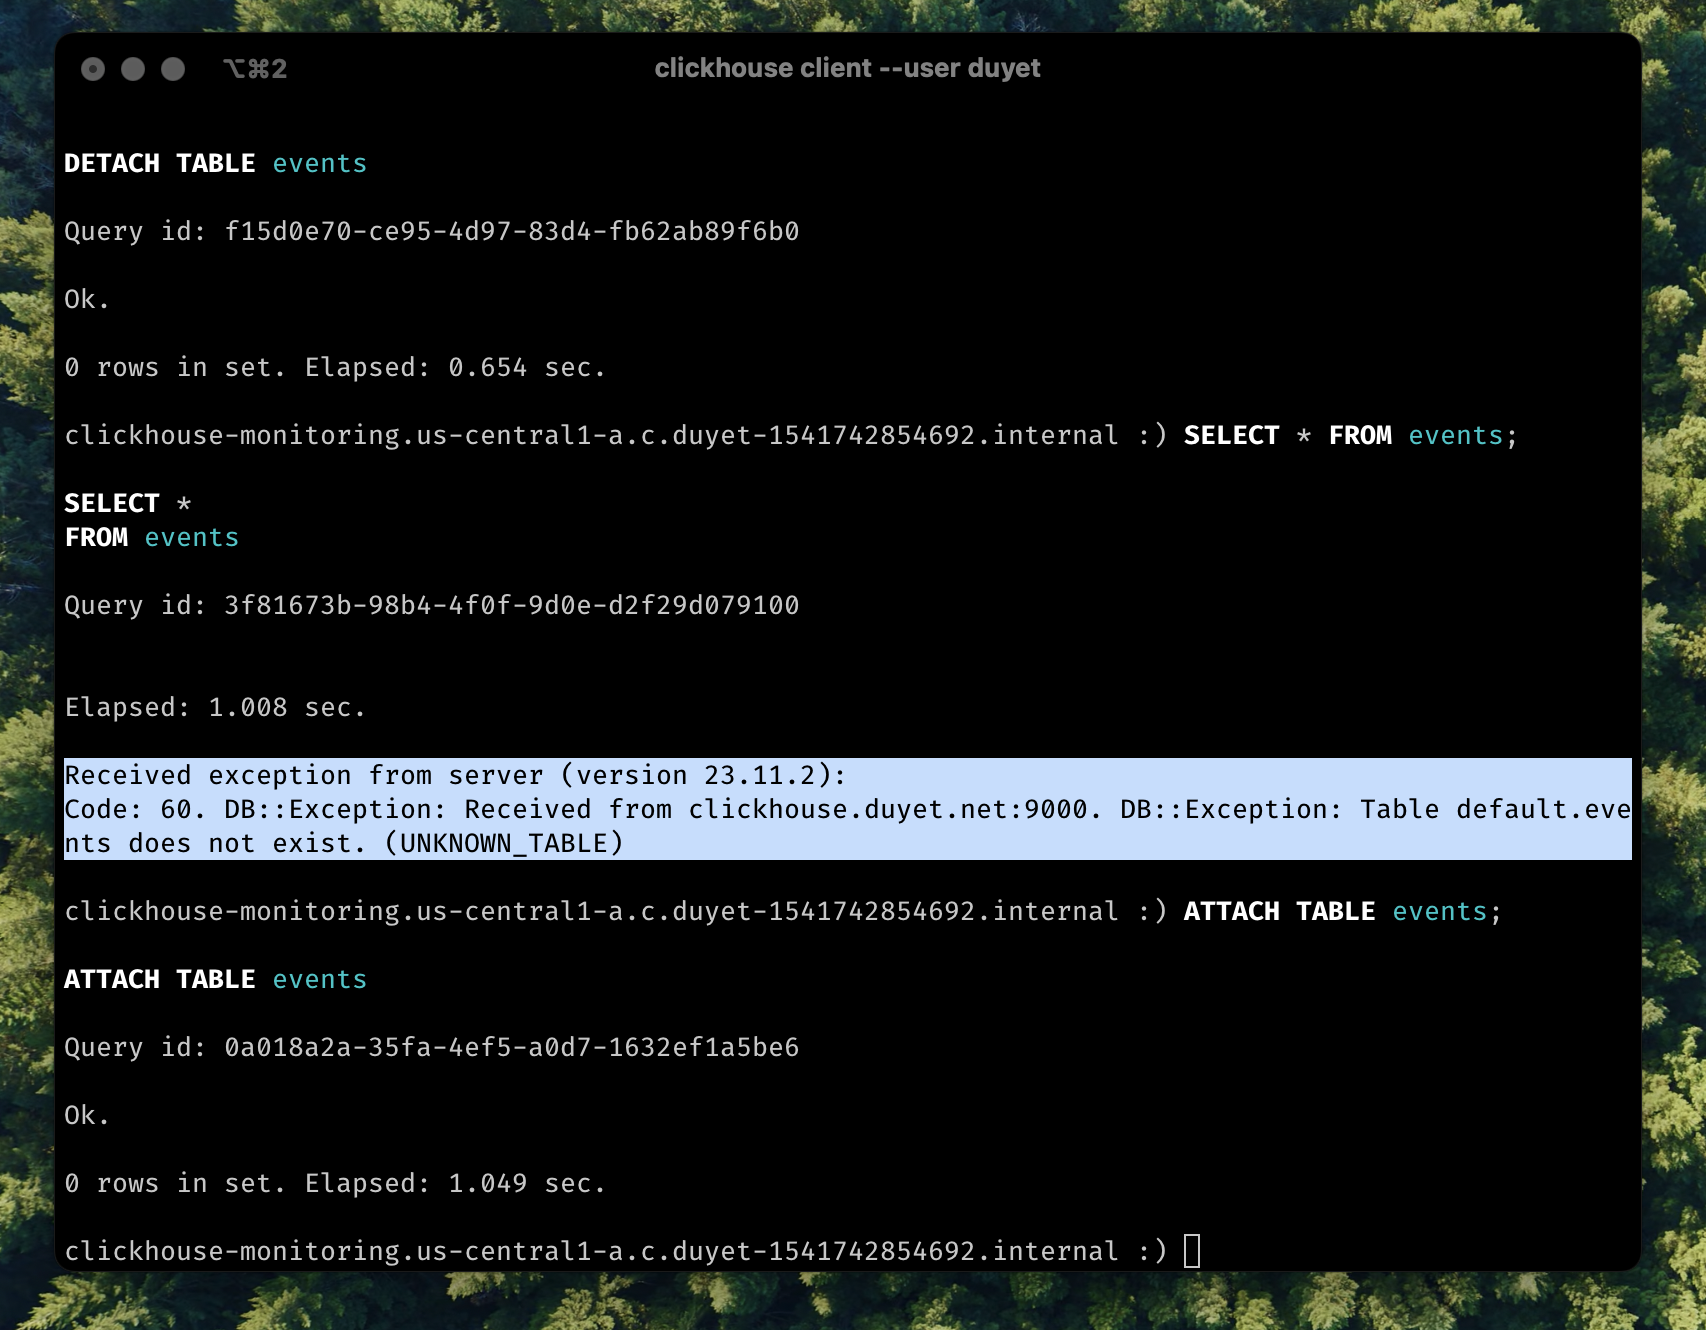 ⌥⌘2
clickhouse client --user duyet
DETACH TABLE events
Query id: f15d0e70-ce95-4d97-83d4-fb62ab89f6b0
Ok.
0 rows in set. Elapsed: 0.654 sec.
clickhouse-monitoring.us-central1-a.c.duyet-1541742854692.internal :) SELECT * FROM events;
SELECT *
FROM events
Query id: 3f81673b-98b4-4f0f-9d0e-d2f29d079100
Elapsed: 1.008 sec.
Received exception from server (version 23.11.2):
Code: 60. DB::Exception: Received from clickhouse.duyet.net:9000. DB::Exception: Table default.eve
nts does not exist. (UNKNOWN_TABLE)
clickhouse-monitoring.us-central1-a.c.duyet-1541742854692.internal :) ATTACH TABLE events;
ATTACH TABLE events
Query id: 0a018a2a-35fa-4ef5-a0d7-1632ef1a5be6
Ok.
0 rows in set. Elapsed: 1.049 sec.
clickhouse-monitoring.us-central1-a.c.duyet-1541742854692.internal :)